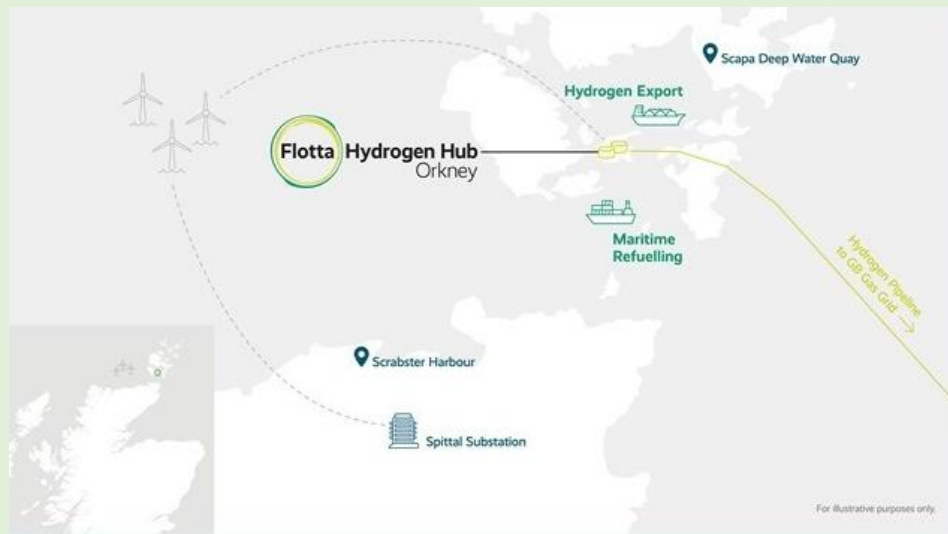 Scapa Deep Water Quay
Hydrogen Export
Flotta Hydrogen Hub
Orkney
Maritime
Refuelling
Hydrogen Pipeline
to GB Gas Grid
Scrabster Harbour
Spittal Substation
For illustrative purposes only.